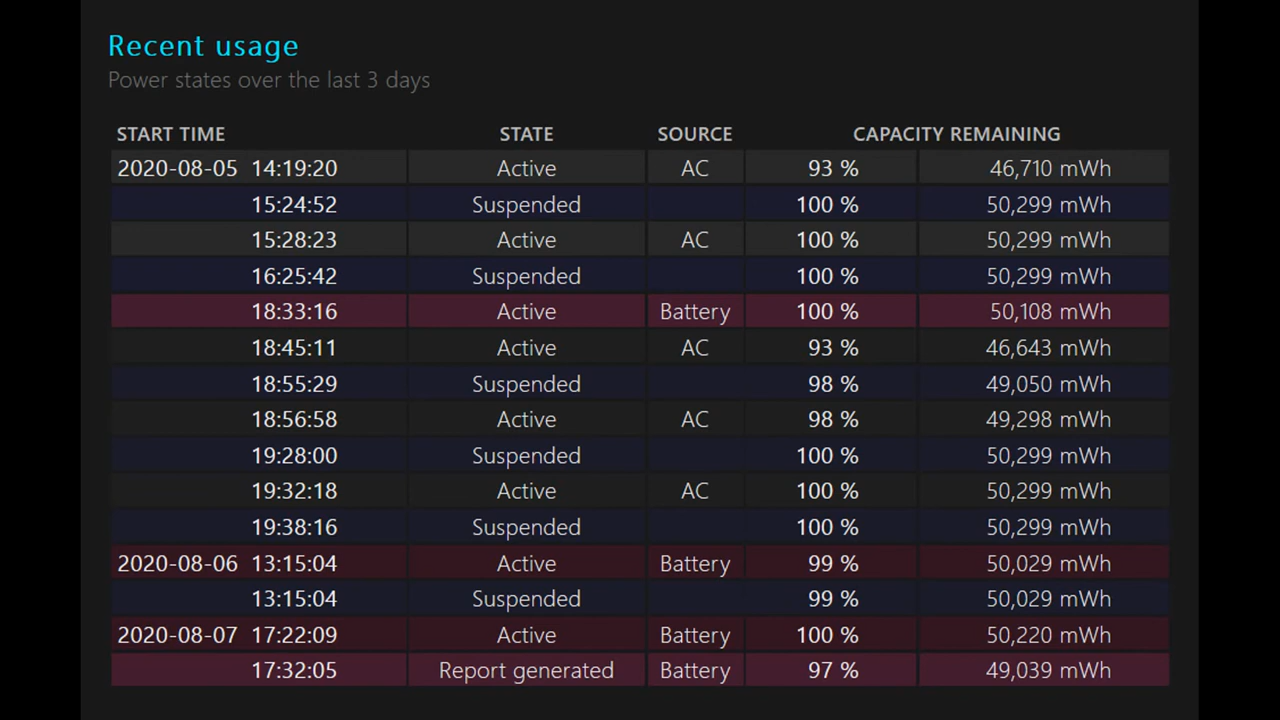 Recent usage
Power states over the last 3 days
START TIME STATE SOURCE CAPACITY REMAINING
2020-08-05 14:19:20 Active AC 93 % 46,710 mWh
15:24:52 Suspended 100 % 50,299 mWh
15:28:23 Active AC 100 % 50,299 mWh
16:25:42 Suspended 100 % 50,299 mWh
18:33:16 Active Battery 100 % 50,108 mWh
18:45:11 Active AC 93 % 46,643 mWh
18:55:29 Suspended 98 % 49,050 mWh
18:56:58 Active AC 98 % 49,298 mWh
19:28:00 Suspended 100 % 50,299 mWh
19:32:18 Active AC 100 % 50,299 mWh
19:38:16 Suspended 100 % 50,299 mWh
2020-08-06 13:15:04 Active Battery 99 % 50,029 mWh
13:15:04 Suspended 99 % 50,029 mWh
2020-08-07 17:22:09 Active Battery 100 % 50,220 mWh
17:32:05 Report generated Battery 97 % 49,039 mWh